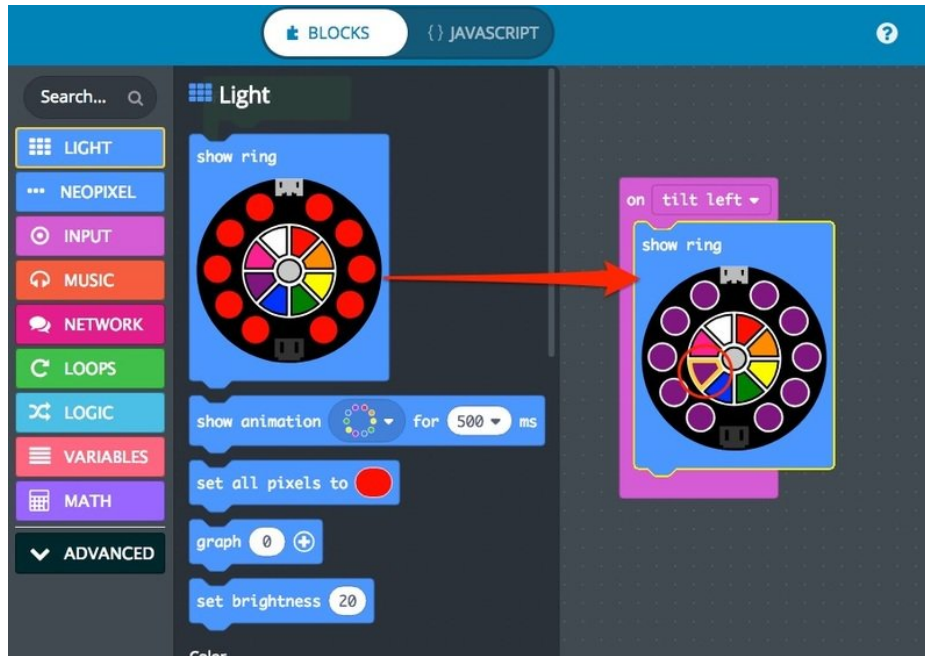 BLOCKS
{} JAVASCRIPT
?
Search...
Light
LIGHT
NEOPIXEL
INPUT
MUSIC
NETWORK
LOOPS
LOGIC
VARIABLES
MATH
ADVANCED
show ring
show animation for 500 ms
set all pixels to
graph 0
set brightness 20
Color
on tilt left
show ring